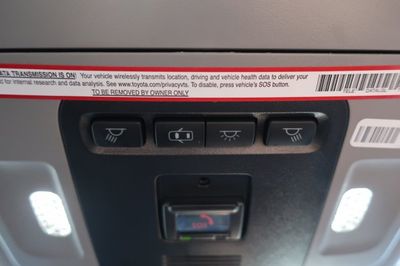 DATA TRANSMISSION IS ON! Your vehicle wirelessly transmits location, driving and vehicle health data to deliver your
for internal research and data analysis. See www.toyota.com/privacyvts. To disable, press vehicle's SOS button.
TO BE REMOVED BY OWNER ONLY
SOS